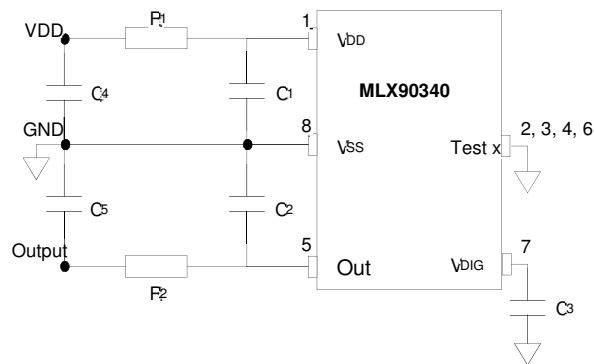 R1
VDD
1
VDD
C4
C1
MLX90340
GND
8
VSS
2, 3, 4, 6
Test x
C5
C2
Output
5
Out
7
VDIG
R2
C3